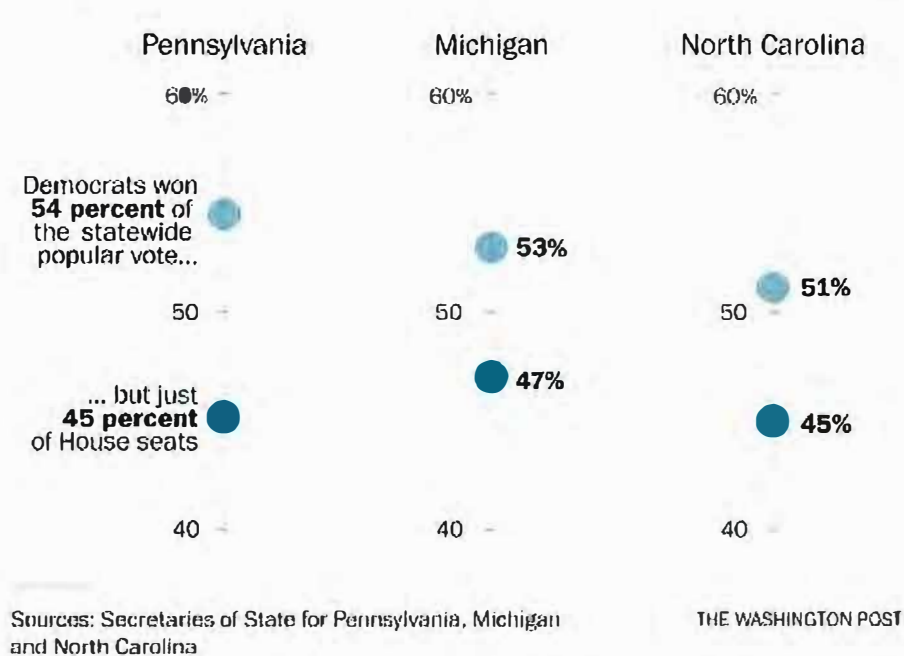 Pennsylvania
60%
Democrats won
54 percent of
the statewide
popular vote...
50
... but just
45 percent
of House seats
40
Michigan
60%
53%
50
47%
40
North Carolina
60%
51%
50
45%
40
Sources: Secretaries of State for Pennsylvania, Michigan
and North Carolina
THE WASHINGTON POST